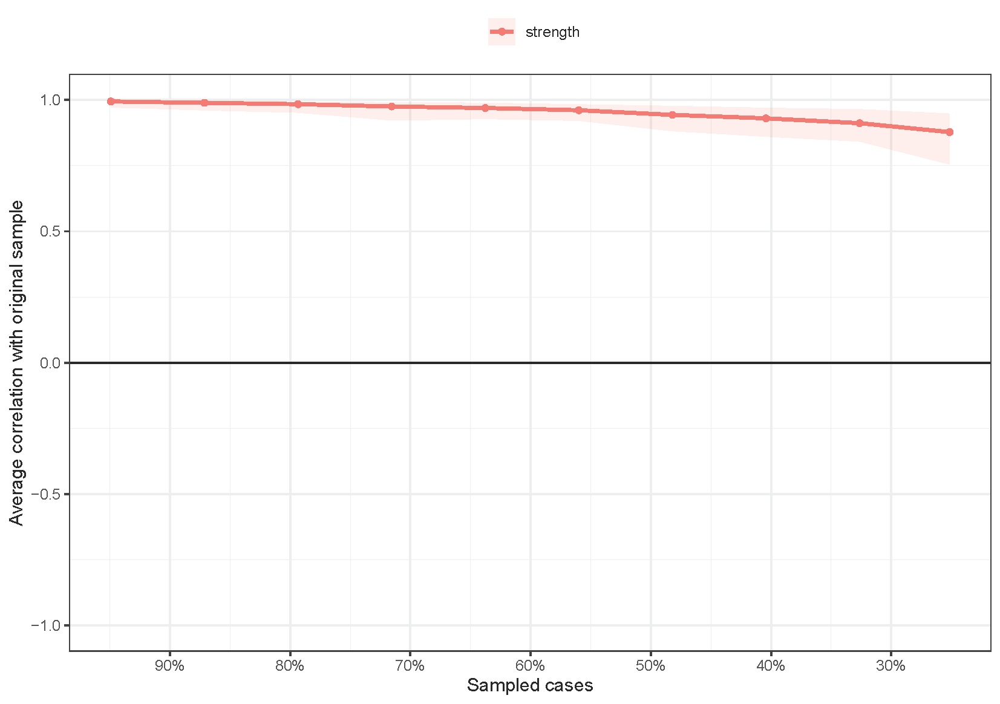 strength
Average correlation with original sample
1.0
0.5
0.0
−0.5
−1.0
90% 80% 70% 60% 50% 40% 30%
Sampled cases